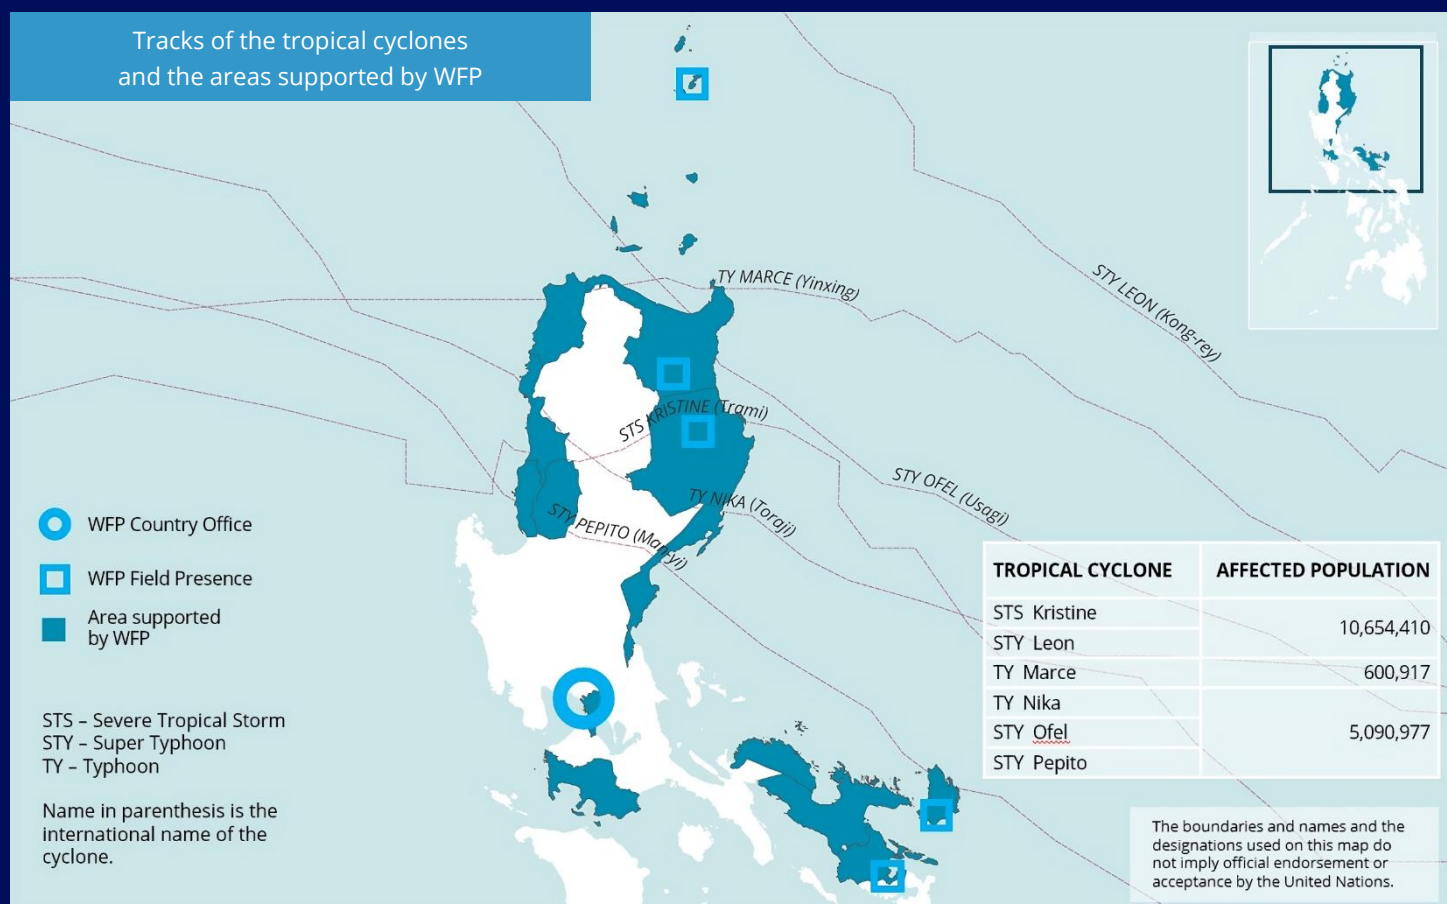 Tracks of the tropical cyclones
and the areas supported by WFP
TY MARCE (Yinxing)
STY LEON (Kong-rey)
STS KRISTINE (Trami)
STY OFEL (Usagi)
TY NIKA (Toraji)
STY PEPITO (Man-yi)
WFP Country Office
WFP Field Presence
Area supported
by WFP
STS – Severe Tropical Storm
STY – Super Typhoon
TY – Typhoon
Name in parenthesis is the
international name of the
cyclone.
TROPICAL CYCLONE AFFECTED POPULATION
STS Kristine
10,654,410
STY Leon
TY Marce 600,917
TY Nika
STY Ofel 5,090,977
STY Pepito
The boundaries and names and the
designations used on this map do
not imply official endorsement or
acceptance by the United Nations.